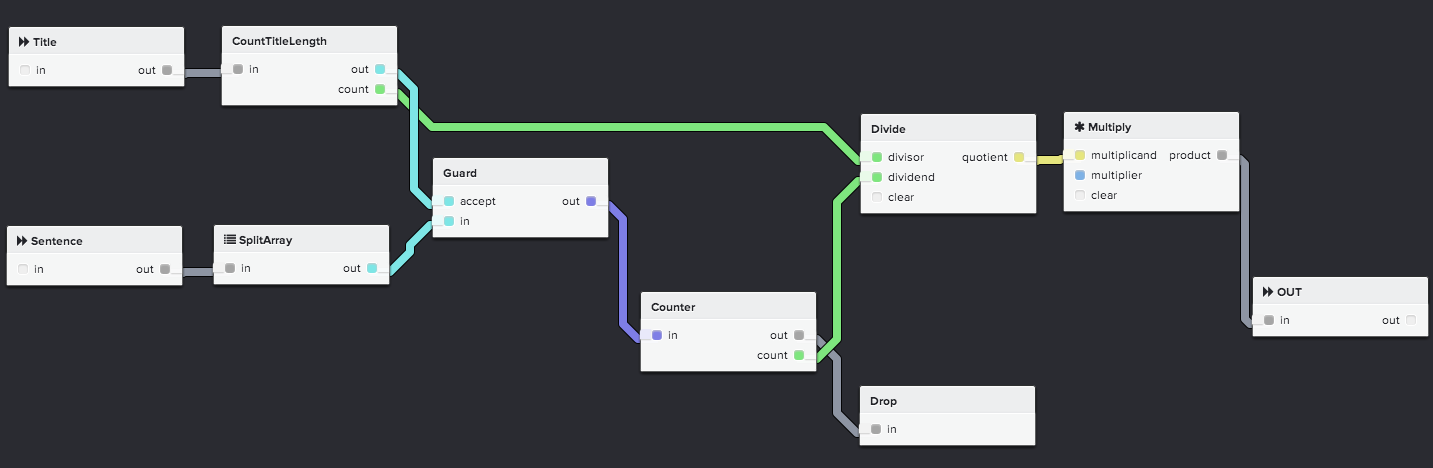 Title
in out
CountTitleLength
in out
count
Guard
accept out
in
Sentence
in out
SplitArray
in out
Counter
in out
count
Divide
divisor quotient
dividend
clear
Multiply
multiplicand product
multiplier
clear
OUT
in out
Drop
in